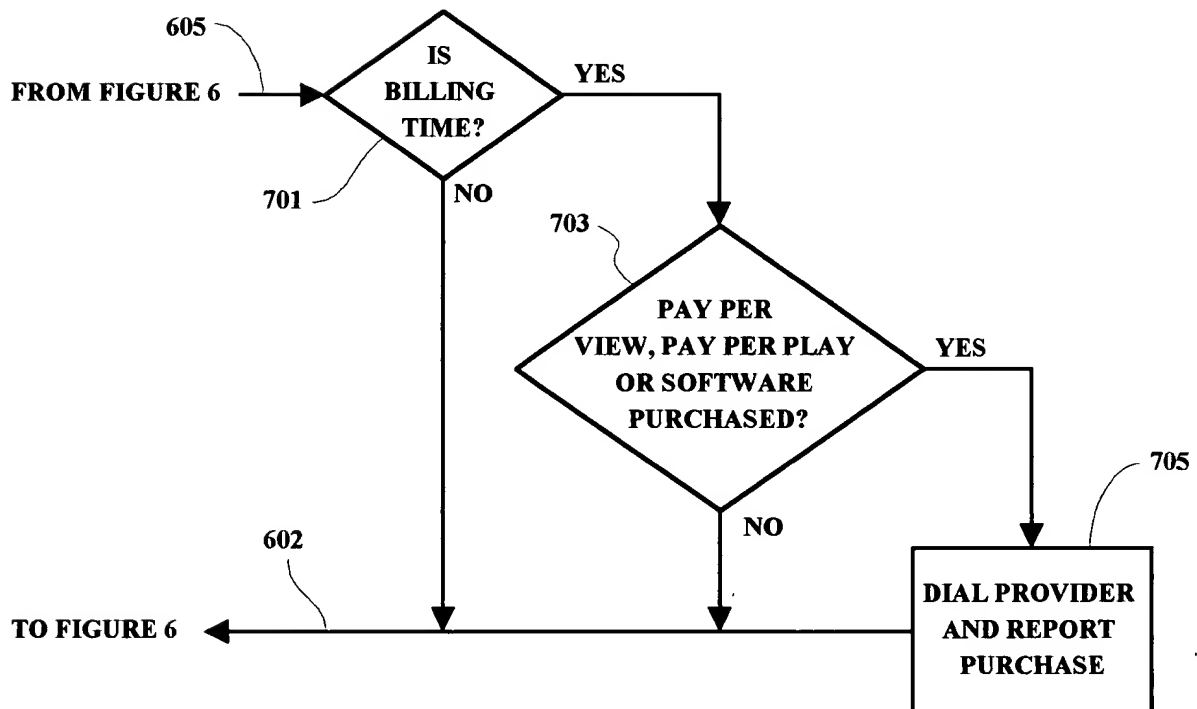 605
FROM FIGURE 6
IS
BILLING
TIME?
YES
701
NO
703
PAY PER
VIEW, PAY PER PLAY
OR SOFTWARE
PURCHASED?
YES
705
NO
602
TO FIGURE 6
DIAL PROVIDER
AND REPORT
PURCHASE